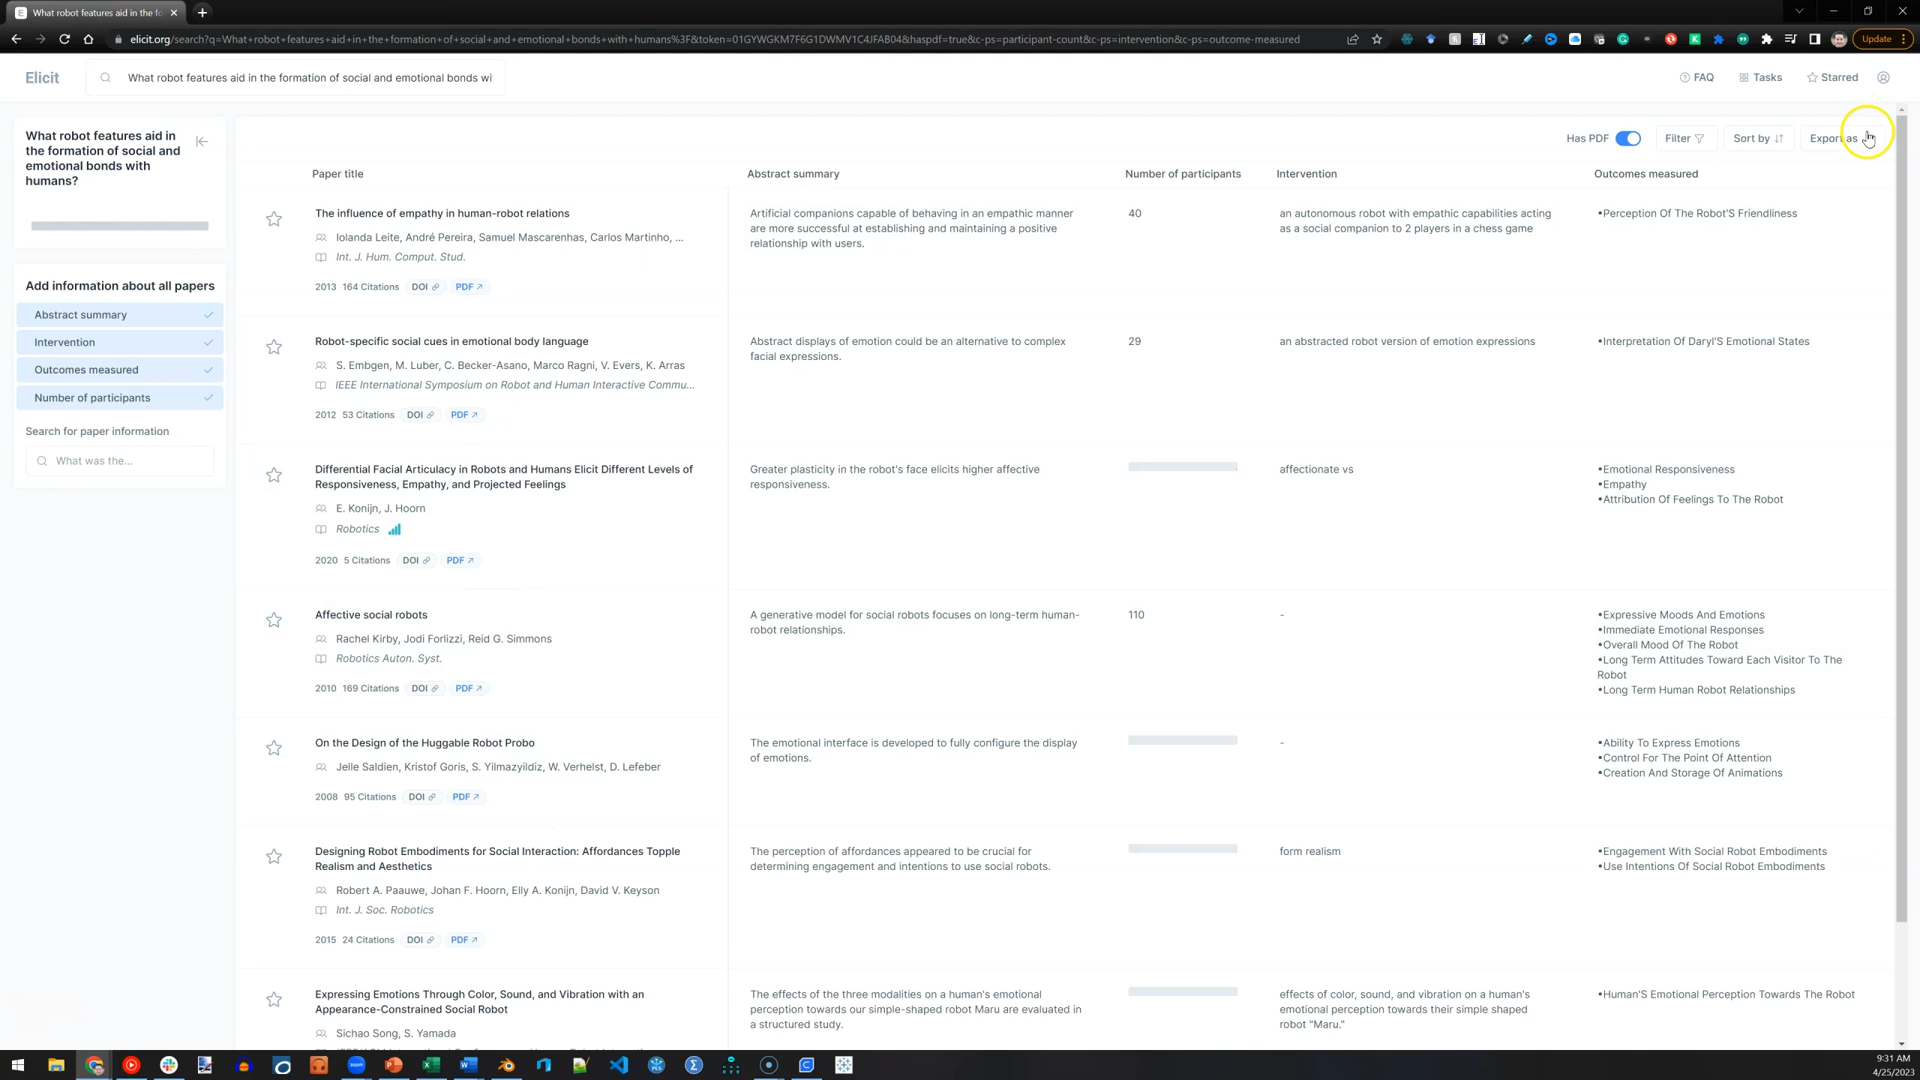 What robot features aid in the fo
elicit.org/search?q=What+robot+features+aid+in+the+formation+of+social+and+emotional+bonds+with+humans%3F&token=01GYWGKM7F6G1DWMV1C4JFAB04&haspdf=true&c-ps=participant-count&c-ps=intervention&c-ps=outcome-measured
Update
Elicit
What robot features aid in the formation of social and emotional bonds wi
FAQ
Tasks
Starred
What robot features aid in
the formation of social and
emotional bonds with
humans?
Add information about all papers
Abstract summary
Intervention
Outcomes measured
Number of participants
Search for paper information
What was the...
Has PDF
Filter
Sort by
Export as
Paper title
Abstract summary
Number of participants
Intervention
Outcomes measured
The influence of empathy in human-robot relations
Iolanda Leite, André Pereira, Samuel Mascarenhas, Carlos Martinho, ...
Int. J. Hum. Comput. Stud.
2013 164 Citations DOI PDF
Artificial companions capable of behaving in an empathic manner
are more successful at establishing and maintaining a positive
relationship with users.
40
an autonomous robot with empathic capabilities acting
as a social companion to 2 players in a chess game
•Perception Of The Robot'S Friendliness
Robot-specific social cues in emotional body language
S. Embgen, M. Luber, C. Becker-Asano, Marco Ragni, V. Evers, K. Arras
IEEE International Symposium on Robot and Human Interactive Commu...
2012 53 Citations DOI PDF
Abstract displays of emotion could be an alternative to complex
facial expressions.
29
an abstracted robot version of emotion expressions
•Interpretation Of Daryl'S Emotional States
Differential Facial Articulacy in Robots and Humans Elicit Different Levels of
Responsiveness, Empathy, and Projected Feelings
E. Konijn, J. Hoorn
Robotics
2020 5 Citations DOI PDF
Greater plasticity in the robot's face elicits higher affective
responsiveness.
affectionate vs
•Emotional Responsiveness
•Empathy
•Attribution Of Feelings To The Robot
Affective social robots
Rachel Kirby, Jodi Forlizzi, Reid G. Simmons
Robotics Auton. Syst.
2010 169 Citations DOI PDF
A generative model for social robots focuses on long-term human-
robot relationships.
110
-
•Expressive Moods And Emotions
•Immediate Emotional Responses
•Overall Mood Of The Robot
•Long Term Attitudes Toward Each Visitor To The
Robot
•Long Term Human Robot Relationships
On the Design of the Huggable Robot Probo
Jelle Saldien, Kristof Goris, S. Yilmazyildiz, W. Verhelst, D. Lefeber
2008 95 Citations DOI PDF
The emotional interface is developed to fully configure the display
of emotions.
-
•Ability To Express Emotions
•Control For The Point Of Attention
•Creation And Storage Of Animations
Designing Robot Embodiments for Social Interaction: Affordances Topple
Realism and Aesthetics
Robert A. Paauwe, Johan F. Hoorn, Elly A. Konijn, David V. Keyson
Int. J. Soc. Robotics
2015 24 Citations DOI PDF
The perception of affordances appeared to be crucial for
determining engagement and intentions to use social robots.
form realism
•Engagement With Social Robot Embodiments
•Use Intentions Of Social Robot Embodiments
Expressing Emotions Through Color, Sound, and Vibration with an
Appearance-Constrained Social Robot
Sichao Song, S. Yamada
The effects of the three modalities on a human's emotional
perception towards our simple-shaped robot Maru are evaluated in
a structured study.
effects of color, sound, and vibration on a human's
emotional perception towards their simple shaped
robot "Maru."
•Human'S Emotional Perception Towards The Robot
9:31 AM
4/25/2023